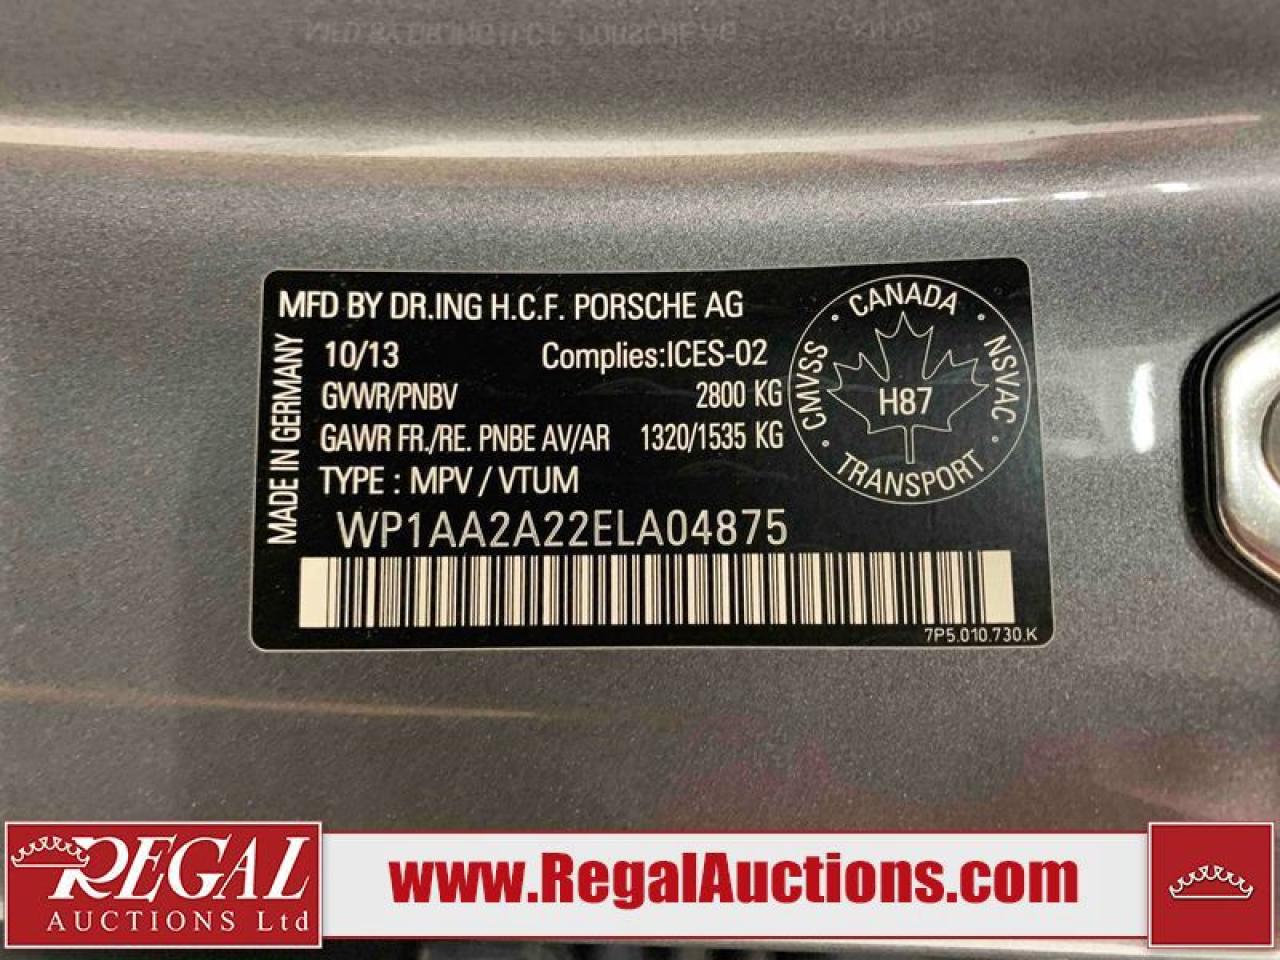 MFD BY DR.ING H.C.F. PORSCHE AG
MADE IN GERMANY
10/13 Complies:ICES-02
GVWR/PNBV 2800 KG
GAWR FR./RE. PNBE AV/AR 1320/1535 KG
TYPE : MPV / VTUM
WP1AA2A22ELA04875
CANADA
CMVSS
NSVAC
H87
TRANSPORT
7P5.010.730.K
REGAL
AUCTIONS Ltd
www.RegalAuctions.com